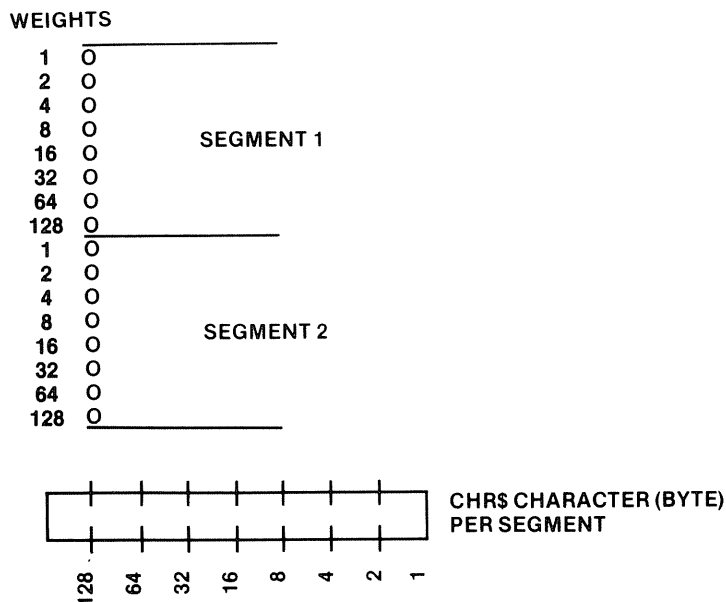 WEIGHTS
1 O
2 O
4 O
8 O
SEGMENT 1
16 O
32 O
64 O
128 O
1 O
2 O
4 O
8 O
SEGMENT 2
16 O
32 O
64 O
128 O
CHR$ CHARACTER (BYTE)
PER SEGMENT
128 64 32 16 8 4 2 1